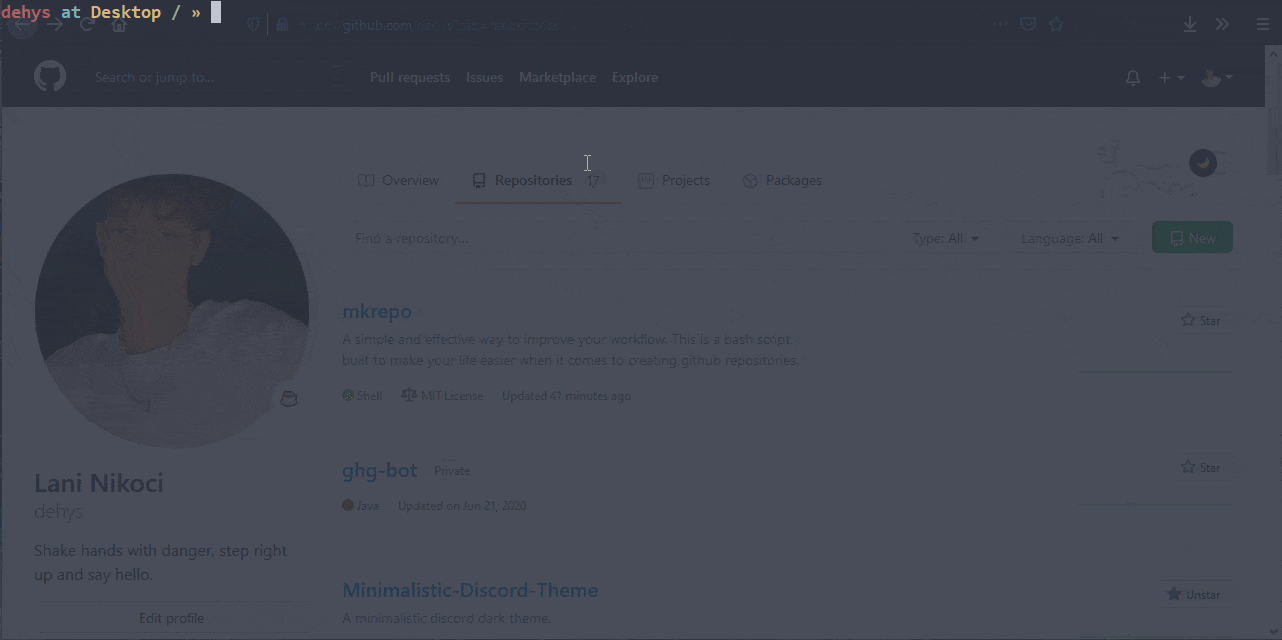 dehys at Desktop / »
github.com
Search or jump to...
Pull requests Issues Marketplace Explore
Overview Repositories 17 Projects Packages
Find a repository... Type: All Language: All New
mkrepo
Star
A simple and effective way to improve your workflow. This is a bash script
built to make your life easier when it comes to creating github repositories.
Shell MIT License Updated 41 minutes ago
ghg-bot Private
Star
Java Updated on Jun 21, 2020
Lani Nikoci
dehys
Shake hands with danger, step right
up and say hello.
Edit profile
Minimalistic-Discord-Theme
Unstar
A minimalistic discord dark theme.